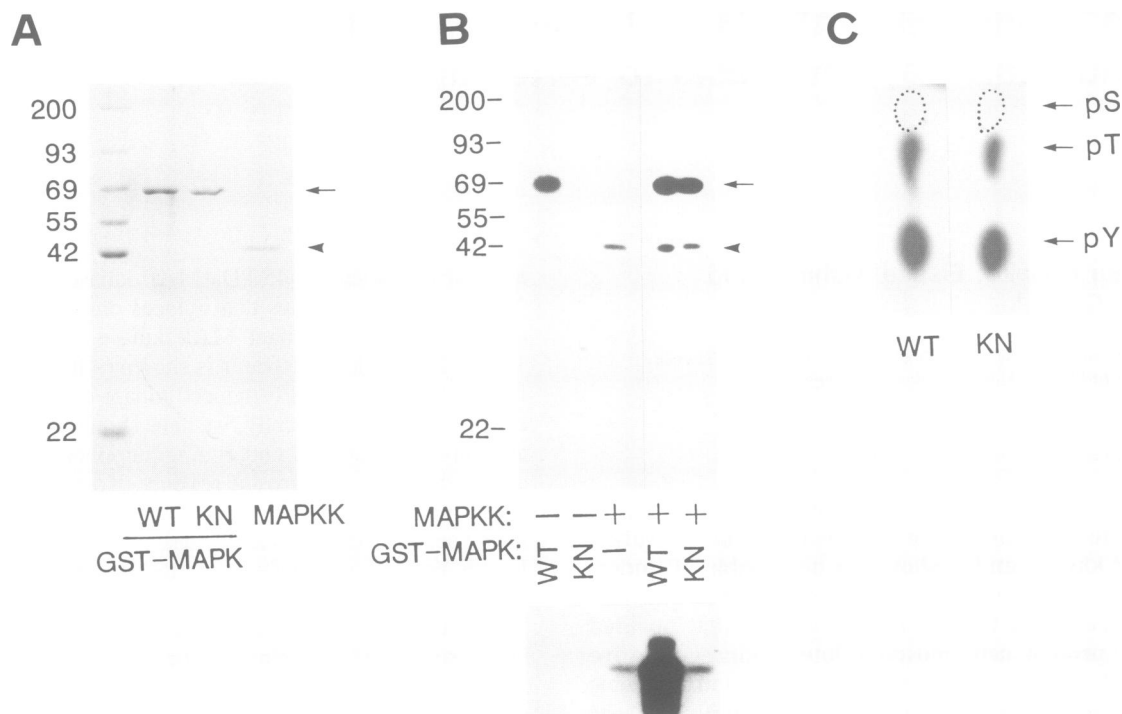 A
200
93
69
55
42
22
WT KN MAPKK
GST–MAPK
B
200–
93–
69–
55–
42–
22–
MAPKK: – – + + +
GST–MAPK: WT KN – WT KN
C
← pS
← pT
← pY
WT KN